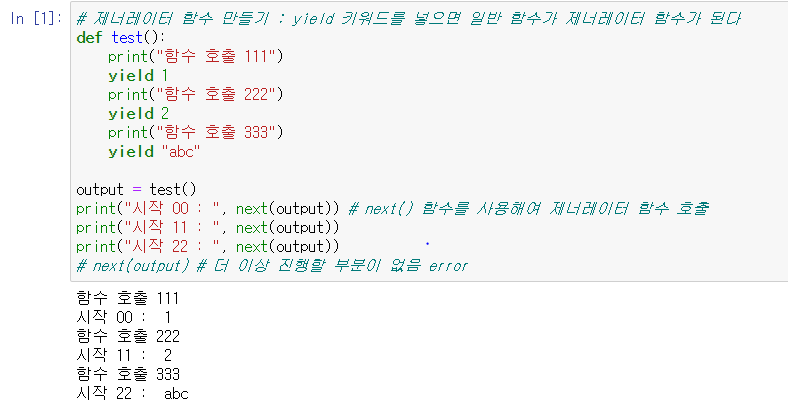 In [1]: # 제너레이터 함수 만들기 : yield 키워드를 넣으면 일반 함수가 제너레이터 함수가 된다
def test():
    print("함수 호출 111")
    yield 1
    print("함수 호출 222")
    yield 2
    print("함수 호출 333")
    yield "abc"

output = test()
print("시작 00 : ", next(output)) # next() 함수를 사용해여 제너레이터 함수 호출
print("시작 11 : ", next(output))
print("시작 22 : ", next(output))
# next(output) # 더 이상 진행할 부분이 없음 error
함수 호출 111
시작 00 :  1
함수 호출 222
시작 11 :  2
함수 호출 333
시작 22 :  abc